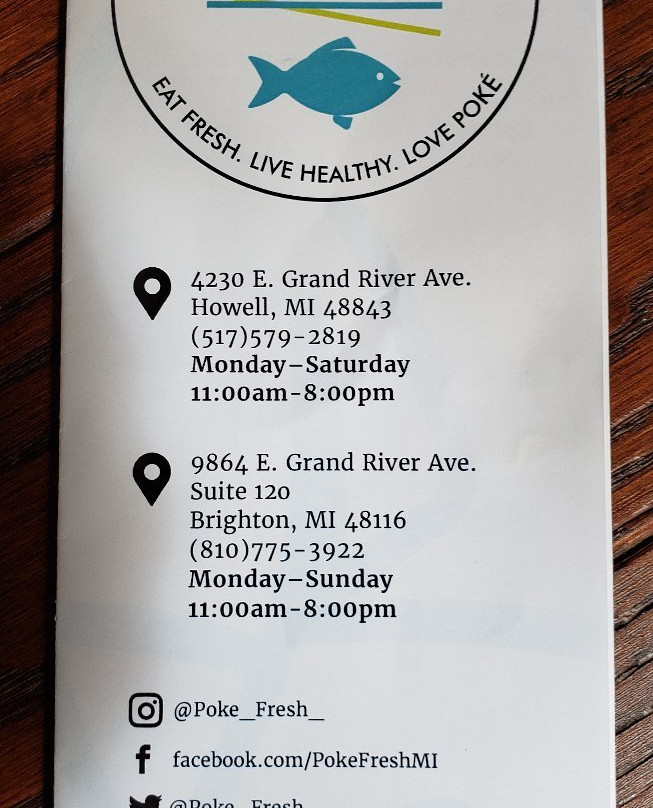 EAT FRESH. LIVE HEALTHY. LOVE POKÉ
4230 E. Grand River Ave.
Howell, MI 48843
(517)579-2819
Monday–Saturday
11:00am-8:00pm
9864 E. Grand River Ave.
Suite 120
Brighton, MI 48116
(810)775-3922
Monday–Sunday
11:00am-8:00pm
@Poke_Fresh_
facebook.com/PokeFreshMI
@Poke_Fresh